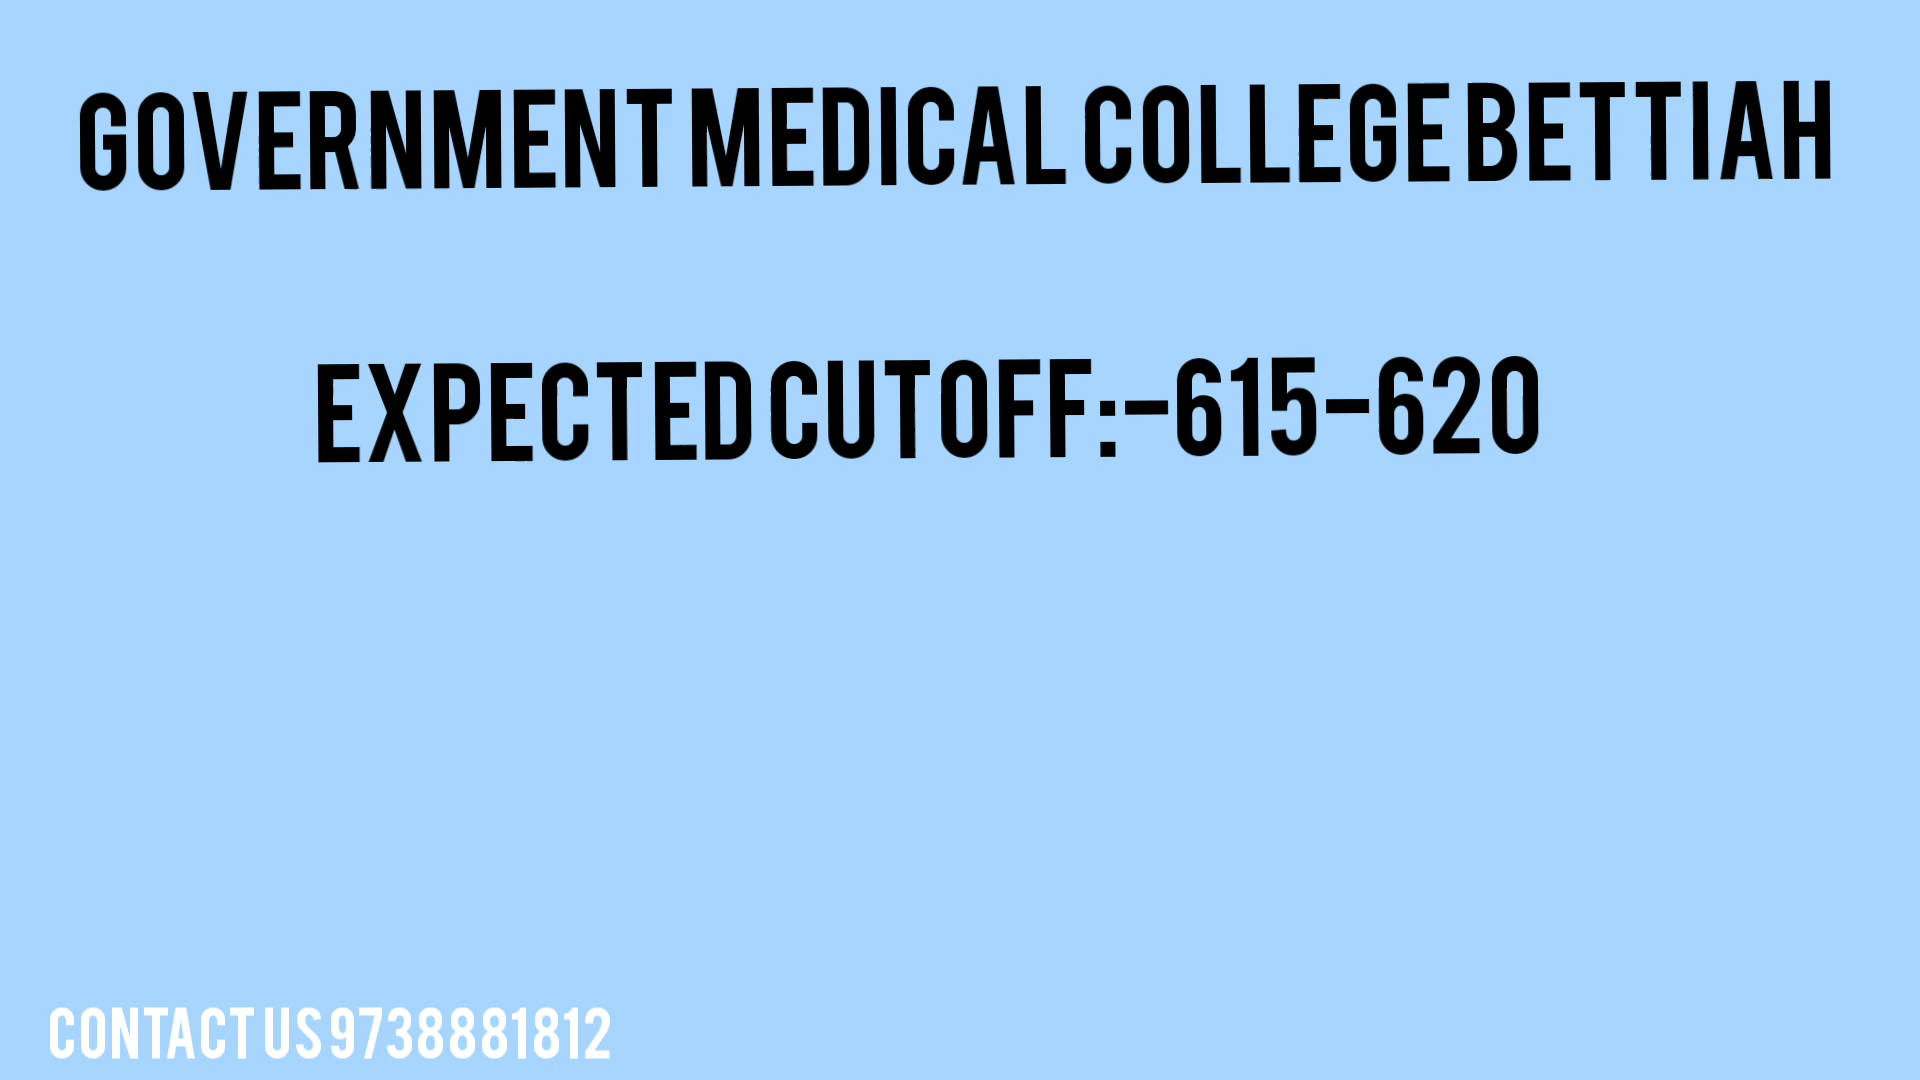 GOVERNMENT MEDICAL COLLEGE BETTIAH
EXPECTED CUTOFF:-615-620
CONTACT US 9738881812